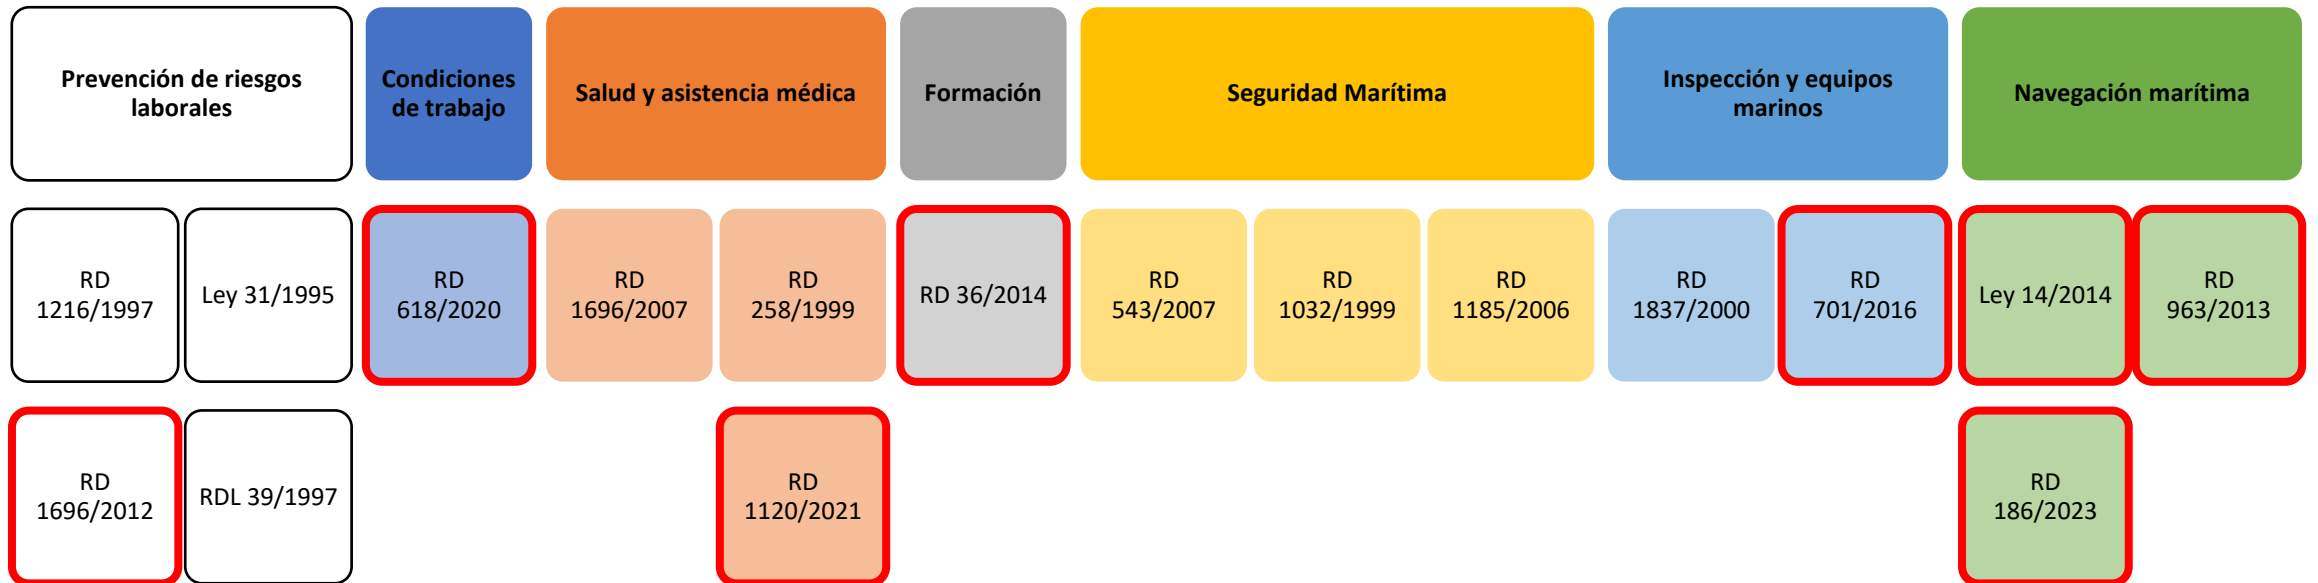 Prevención de riesgos
laborales
Condiciones
de trabajo
Salud y asistencia médica
Formación
Seguridad Marítima
Inspección y equipos
marinos
Navegación marítima
RD
1216/1997
Ley 31/1995
RD
618/2020
RD
1696/2007
RD
258/1999
RD 36/2014
RD
543/2007
RD
1032/1999
RD
1185/2006
RD
1837/2000
RD
701/2016
Ley 14/2014
RD
963/2013
RD
1696/2012
RDL 39/1997
RD
1120/2021
RD
186/2023